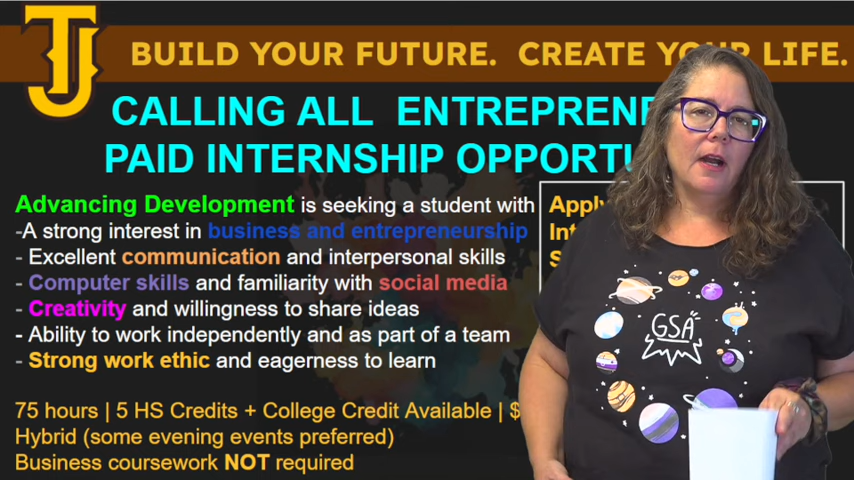 TJ
BUILD YOUR FUTURE. CREATE YOUR LIFE.
CALLING ALL ENTREPRENE
PAID INTERNSHIP OPPORTU
Advancing Development is seeking a student with
-A strong interest in business and entrepreneurship
- Excellent communication and interpersonal skills
- Computer skills and familiarity with social media
- Creativity and willingness to share ideas
- Ability to work independently and as part of a team
- Strong work ethic and eagerness to learn
75 hours | 5 HS Credits + College Credit Available | $
Hybrid (some evening events preferred)
Business coursework NOT required
Apply
Int
S
GSA